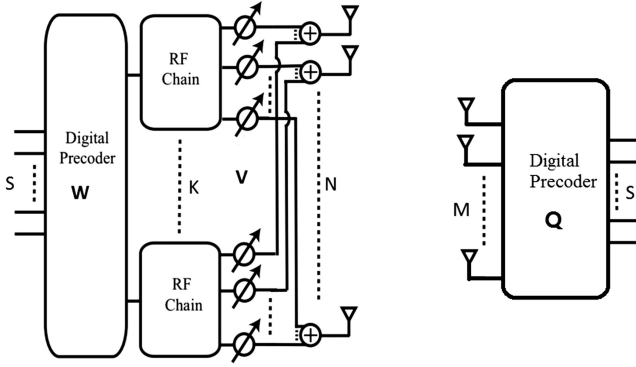 RF
Chain
Digital
Precoder
W
S
K
V
N
RF
Chain
M
Digital
Precoder
Q
S